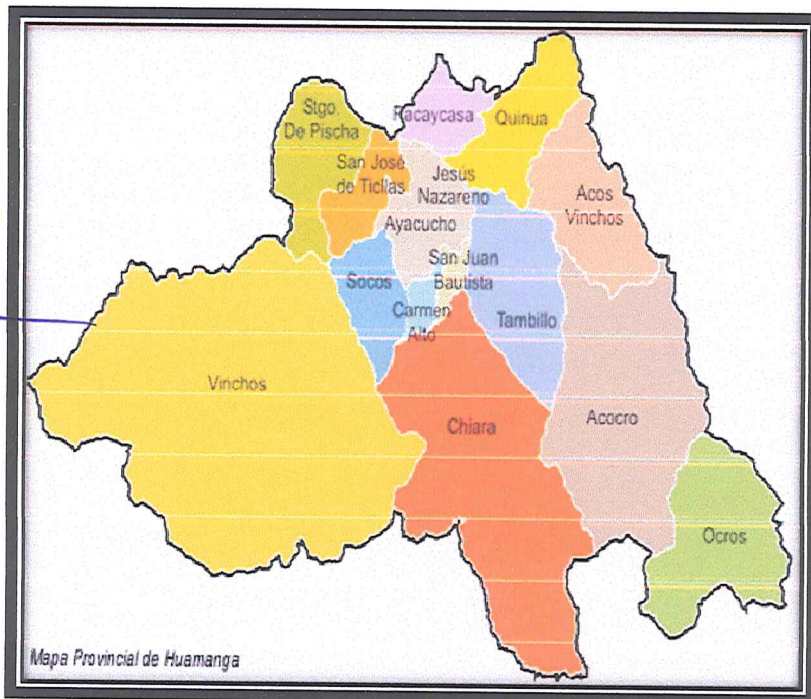 Stgo.
De Pischa
Pacaycasa
Quinua
San José
de Ticllas
Jesús
Nazareno
Acos
Vinchos
Ayacucho
San Juan
Bautista
Socos
Carmen
Alto
Tambillo
Vinchos
Chiara
Acocro
Ocros
Mapa Provincial de Huamanga